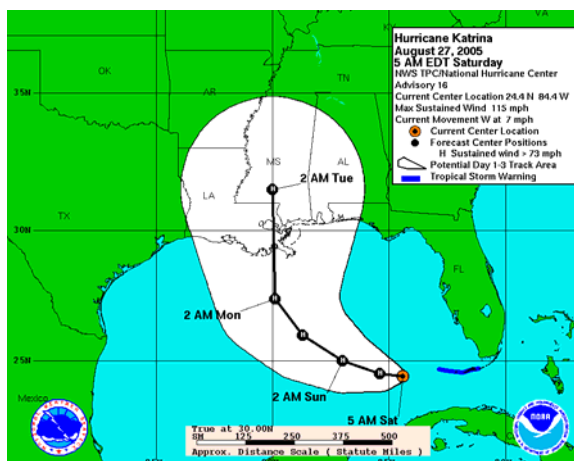 Hurricane Katrina
August 27, 2005
5 AM EDT Saturday
NWS TPC/National Hurricane Center
Advisory 16
Current Center Location 24.4 N 84.4 W
Max Sustained Wind 115 mph
Current Movement W at 7 mph
Current Center Location
Forecast Center Positions
H Sustained wind > 73 mph
Potential Day 1-3 Track Area
Tropical Storm Warning
OK
AR
TN
KY
VA
35N
MS
AL
2 AM Tue
LA
TX
30N
FL
2 AM Mon
25N
2 AM Sun
Mexico
5 AM Sat
True at 30.00N
SM 125 250 375 500
Approx. Distance Scale ( Statute Miles )
NOAA